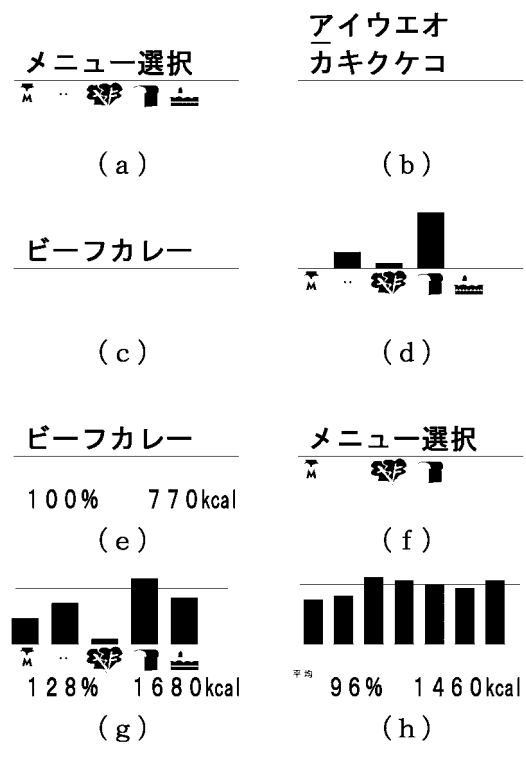 メニュー選択
M
(a)
アイウエオ
カキクケコ
(b)
ビーフカレー
(c)
M
(d)
ビーフカレー
100% 770kcal
(e)
メニュー選択
M
(f)
M
128% 1680kcal
(g)
平均 96% 1460kcal
(h)